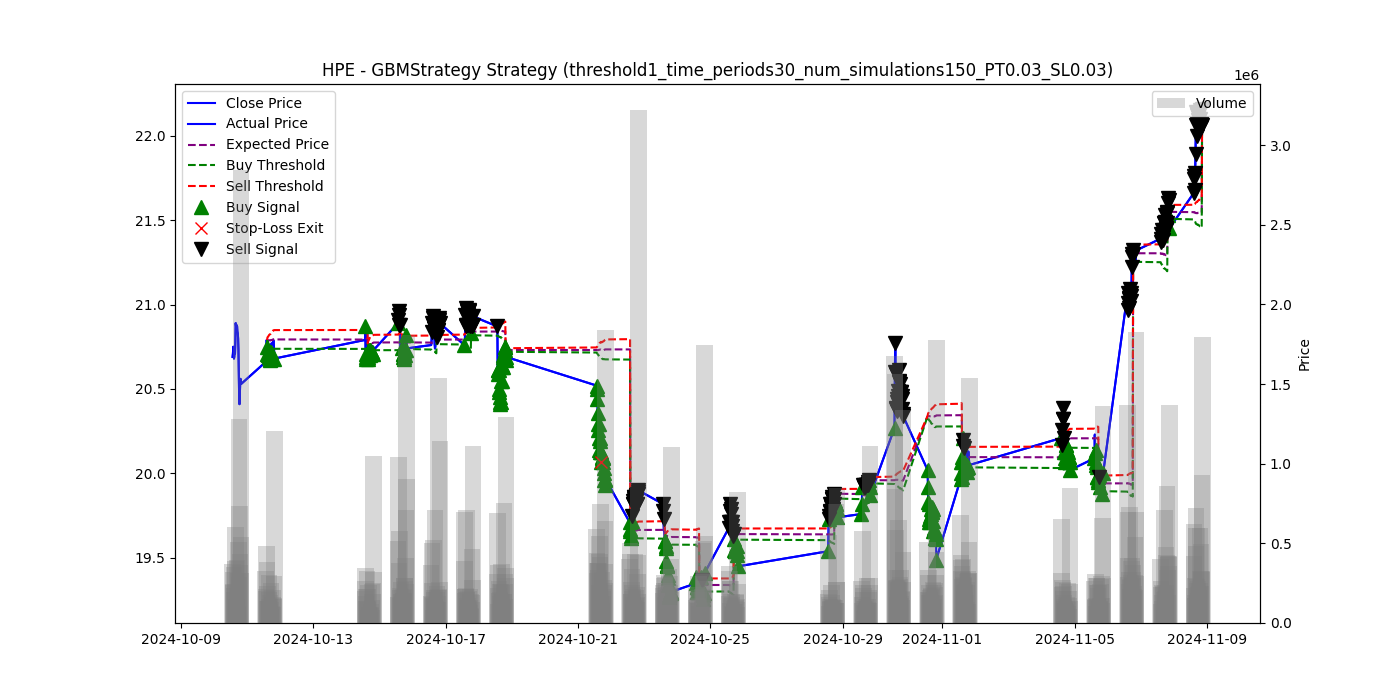 HPE - GBMStrategy Strategy (threshold1_time_periods30_num_simulations150_PT0.03_SL0.03)
1e6
Close Price
Actual Price
Expected Price
Buy Threshold
Sell Threshold
Buy Signal
Stop-Loss Exit
Sell Signal
Volume
22.0
21.5
21.0
20.5
20.0
19.5
3.0
2.5
2.0
1.5
1.0
0.5
0.0
Price
2024-10-09
2024-10-13
2024-10-17
2024-10-21
2024-10-25
2024-10-29
2024-11-01
2024-11-05
2024-11-09